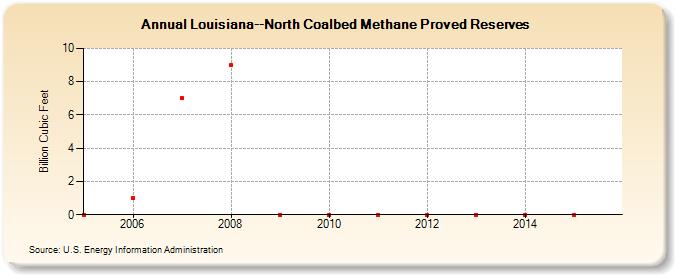 Annual Louisiana--North Coalbed Methane Proved Reserves
Billion Cubic Feet
10
8
6
4
2
0
2006 2008 2010 2012 2014
Source: U.S. Energy Information Administration